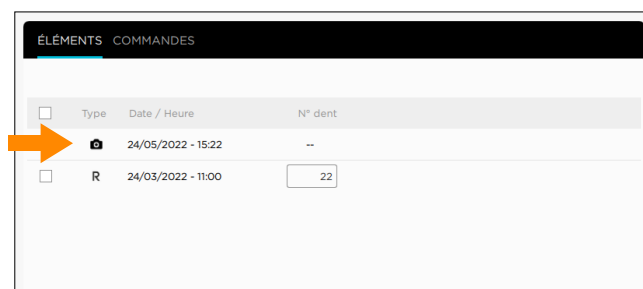 ÉLÉMENTS COMMANDES
Type Date / Heure N° dent
24/05/2022 - 15:22 --
R 24/03/2022 - 11:00 22